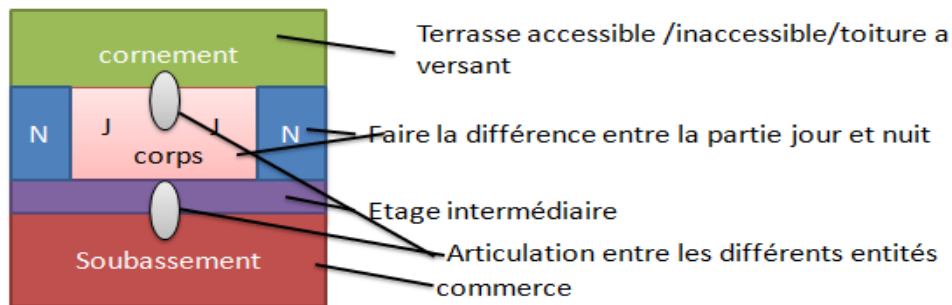 Terrasse accessible /inaccessible/toiture a
versant
cornement
N
J
J
N
corps
Faire la différence entre la partie jour et nuit
Etage intermédiaire
Articulation entre les différents entités
Soubassement
commerce